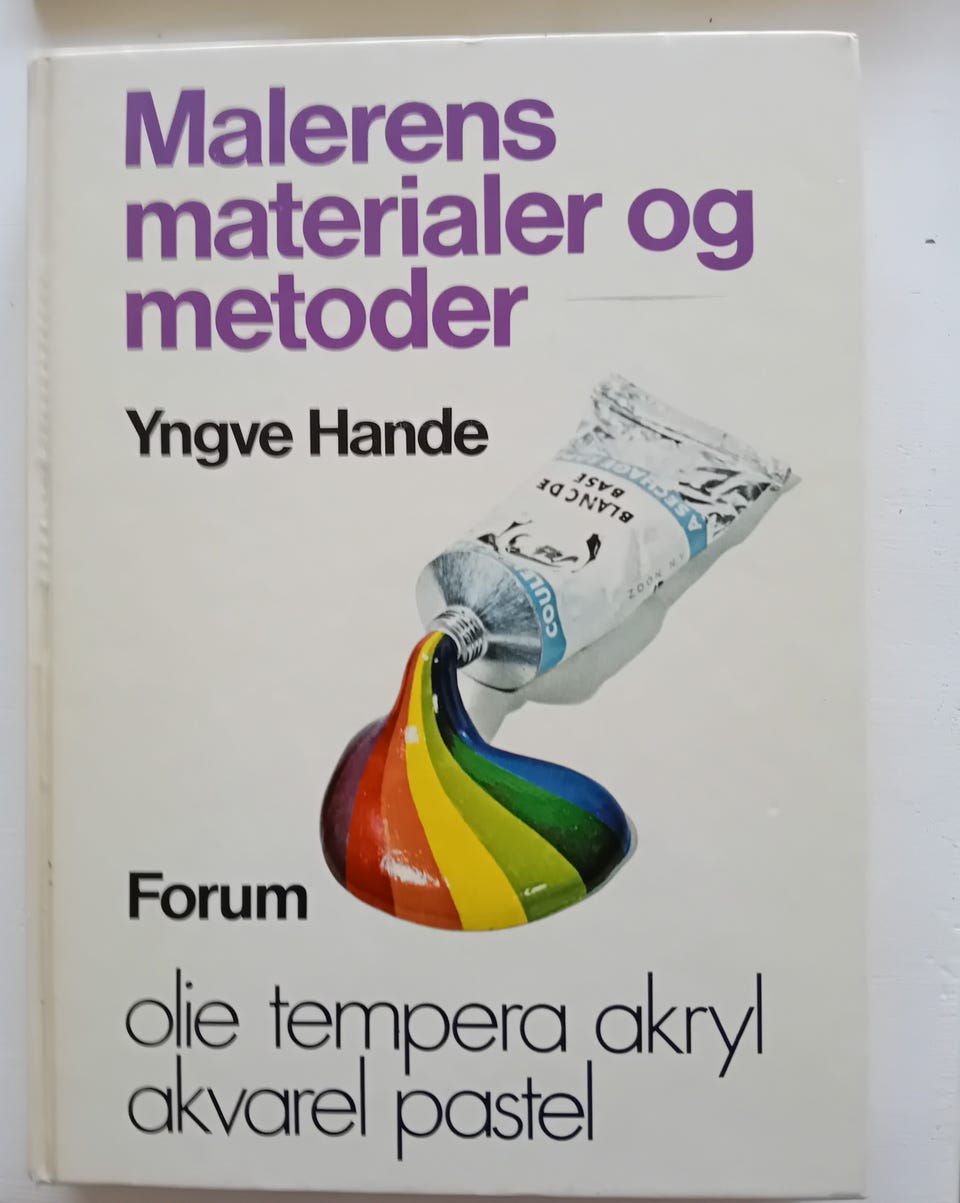 Malerens
materialer og
metoder
Yngve Hande
BLANC DE
BASE
Forum
olie tempera akryl
akvarel pastel